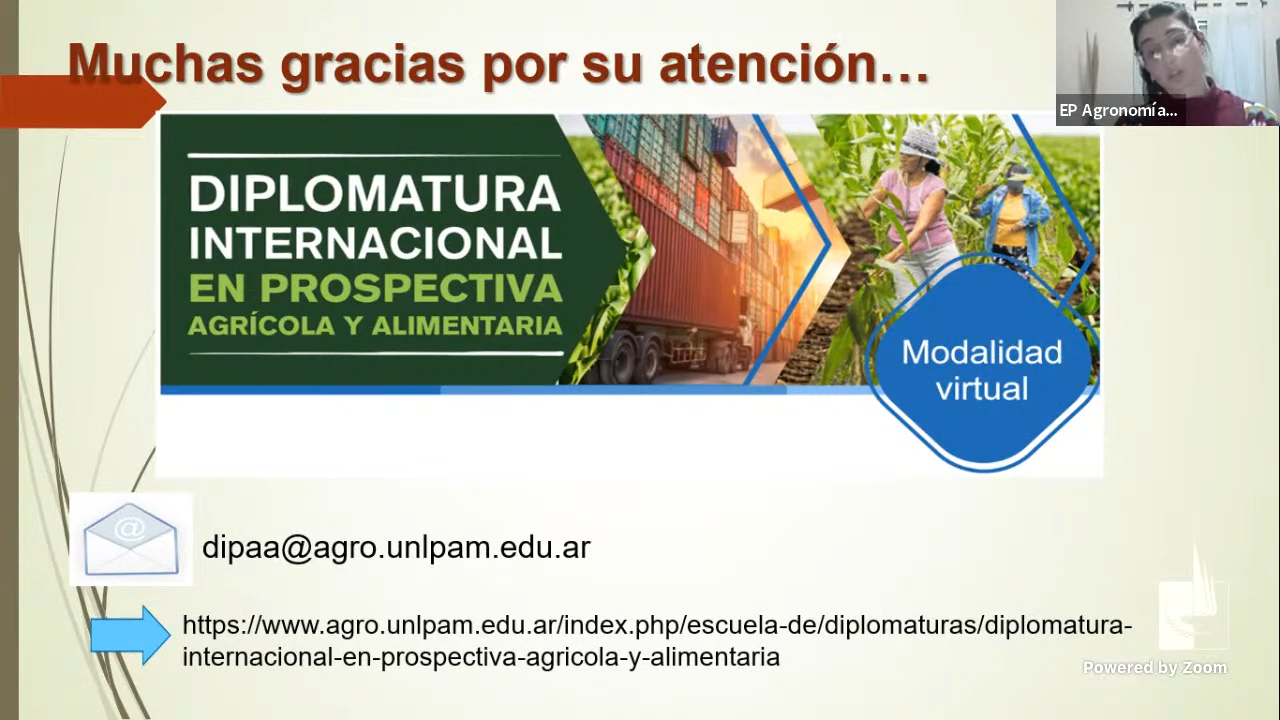 Muchas gracias por su atención...
EP Agronomía...
DIPLOMATURA
INTERNACIONAL
EN PROSPECTIVA
AGRÍCOLA Y ALIMENTARIA
Modalidad
virtual
@
dipaa@agro.unlpam.edu.ar
https://www.agro.unlpam.edu.ar/index.php/escuela-de/diplomaturas/diplomatura-
internacional-en-prospectiva-agricola-y-alimentaria
Powered by Zoom